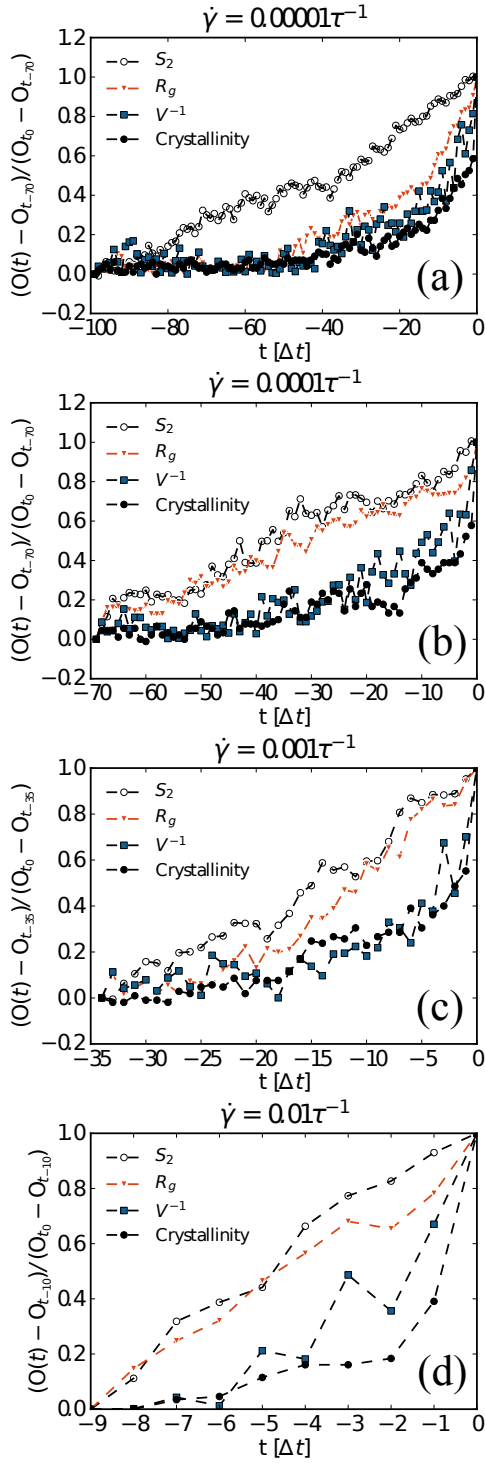 γ̇ = 0.00001τ⁻¹
(O(t) − O_{t₋₇₀})/(O_{t₀} − O_{t₋₇₀})
1.2
1.0
0.8
0.6
0.4
0.2
0.0
−0.2
S₂
R_g
V⁻¹
Crystallinity
(a)
−100 −80 −60 −40 −20 0
t [Δt]
γ̇ = 0.0001τ⁻¹
(O(t) − O_{t₋₇₀})/(O_{t₀} − O_{t₋₇₀})
1.2
1.0
0.8
0.6
0.4
0.2
0.0
−0.2
S₂
R_g
V⁻¹
Crystallinity
(b)
−70 −60 −50 −40 −30 −20 −10 0
t [Δt]
γ̇ = 0.001τ⁻¹
(O(t) − O_{t₋₃₅})/(O_{t₀} − O_{t₋₃₅})
1.0
0.8
0.6
0.4
0.2
0.0
−0.2
S₂
R_g
V⁻¹
Crystallinity
(c)
−35 −30 −25 −20 −15 −10 −5 0
t [Δt]
γ̇ = 0.01τ⁻¹
(O(t) − O_{t₋₁₀})/(O_{t₀} − O_{t₋₁₀})
1.0
0.8
0.6
0.4
0.2
0.0
S₂
R_g
V⁻¹
Crystallinity
(d)
−9 −8 −7 −6 −5 −4 −3 −2 −1 0
t [Δt]